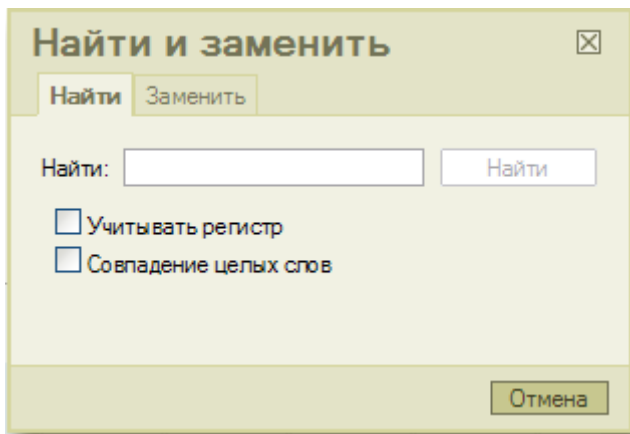 Найти и заменить
Найти Заменить
Найти: Найти
Учитывать регистр
Совпадение целых слов
Отмена